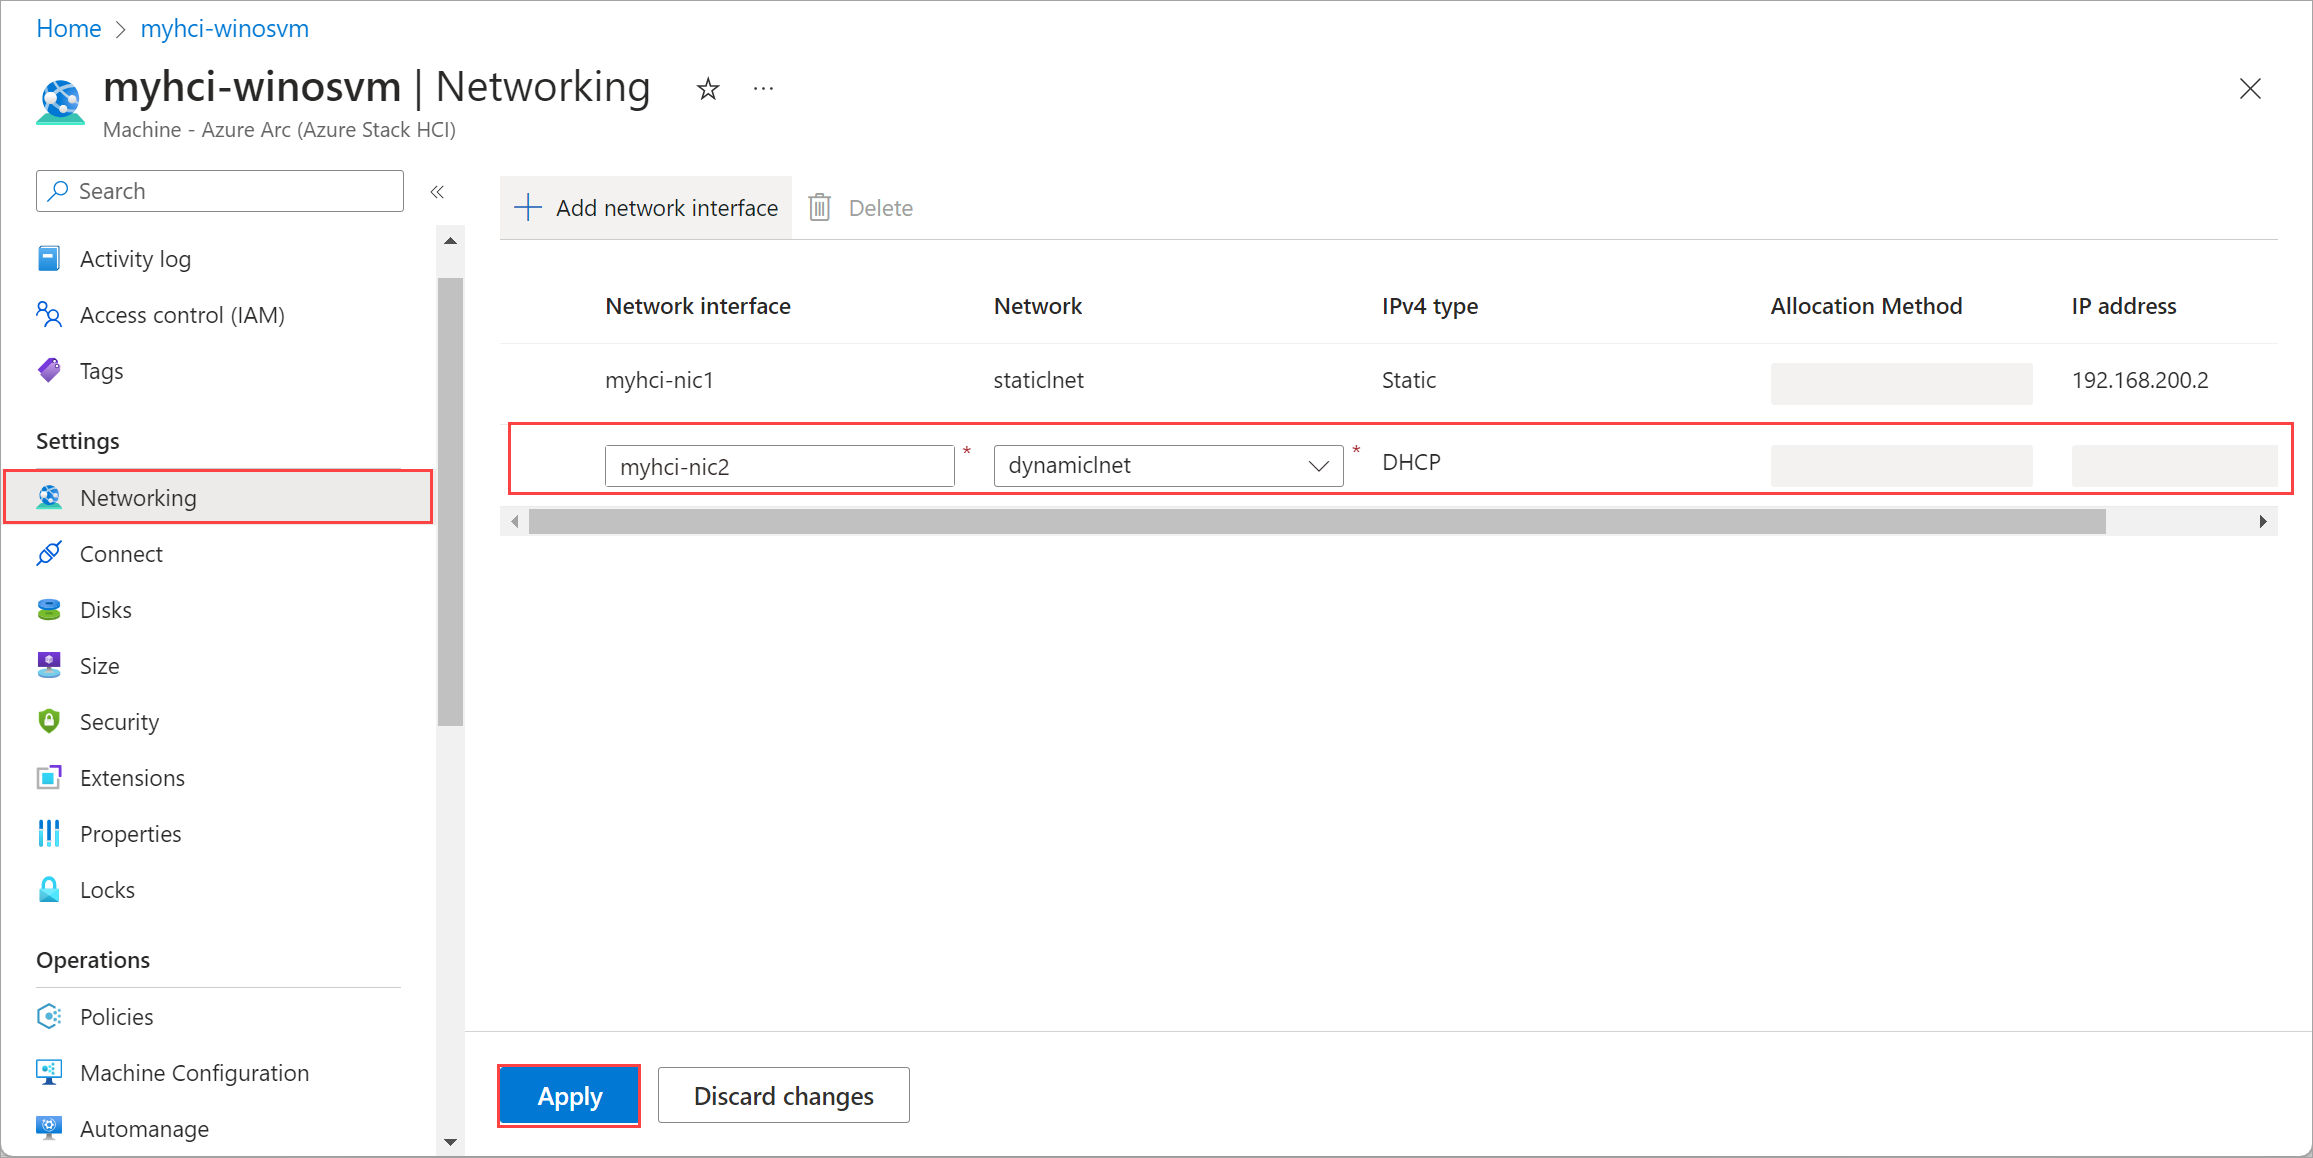 Home > myhci-winosvm
myhci-winosvm | Networking
Machine - Azure Arc (Azure Stack HCI)
Search
Activity log
Access control (IAM)
Tags
Settings
Networking
Connect
Disks
Size
Security
Extensions
Properties
Locks
Operations
Policies
Machine Configuration
Automanage
Add network interface Delete
Network interface Network IPv4 type Allocation Method IP address
myhci-nic1 staticlnet Static 192.168.200.2
myhci-nic2 * dynamiclnet * DHCP
Apply Discard changes